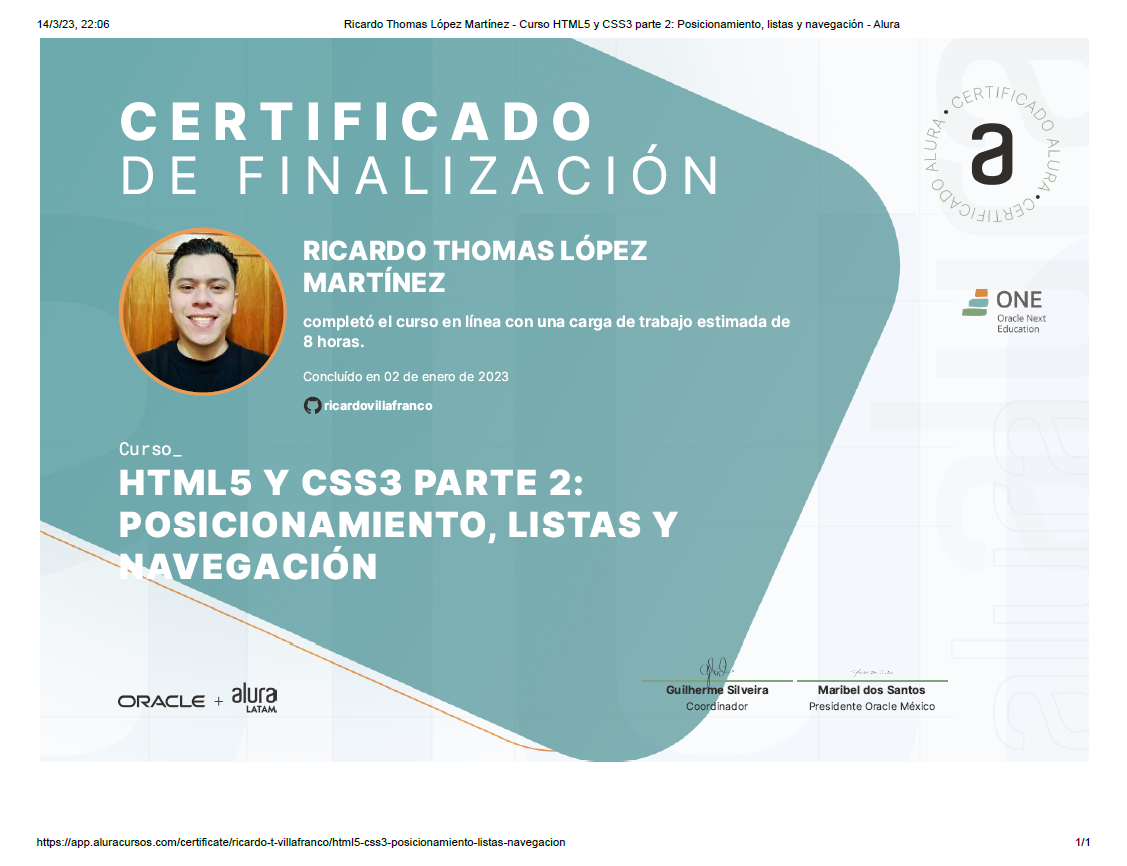 14/3/23, 22:06
Ricardo Thomas López Martínez - Curso HTML5 y CSS3 parte 2: Posicionamiento, listas y navegación - Alura
CERTIFICADO
DE FINALIZACIÓN
CERTIFICADO ALURA • CERTIFICADO ALURA •
a
RICARDO THOMAS LÓPEZ
MARTÍNEZ
completó el curso en línea con una carga de trabajo estimada de
8 horas.
Concluído en 02 de enero de 2023
ricardovillafranco
ONE
Oracle Next
Education
Curso_
HTML5 Y CSS3 PARTE 2:
POSICIONAMIENTO, LISTAS Y
NAVEGACIÓN
alura
ORACLE + alura
LATAM
Guilherme Silveira
Coordinador
Maribel dos Santos
Presidente Oracle México
https://app.aluracursos.com/certificate/ricardo-t-villafranco/html5-css3-posicionamiento-listas-navegacion
1/1